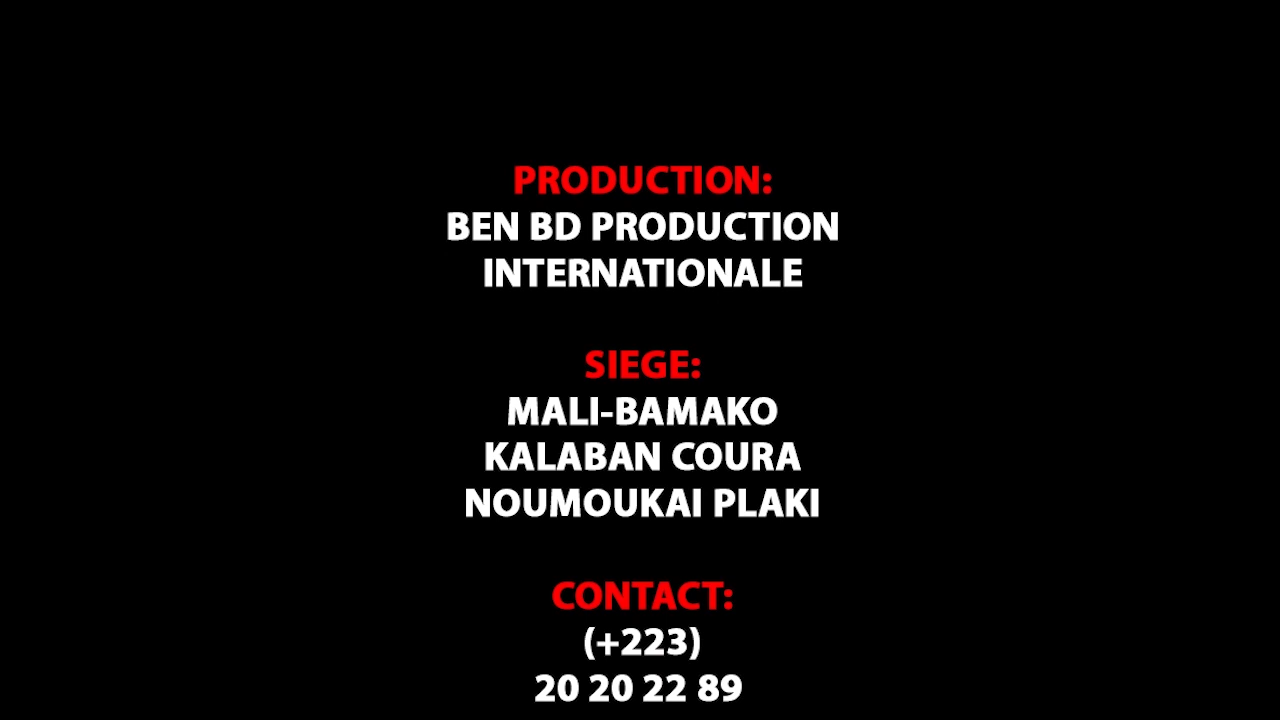 PRODUCTION:
BEN BD PRODUCTION
INTERNATIONALE
SIEGE:
MALI-BAMAKO
KALABAN COURA
NOUMOUKAI PLAKI
CONTACT:
(+223)
20 20 22 89